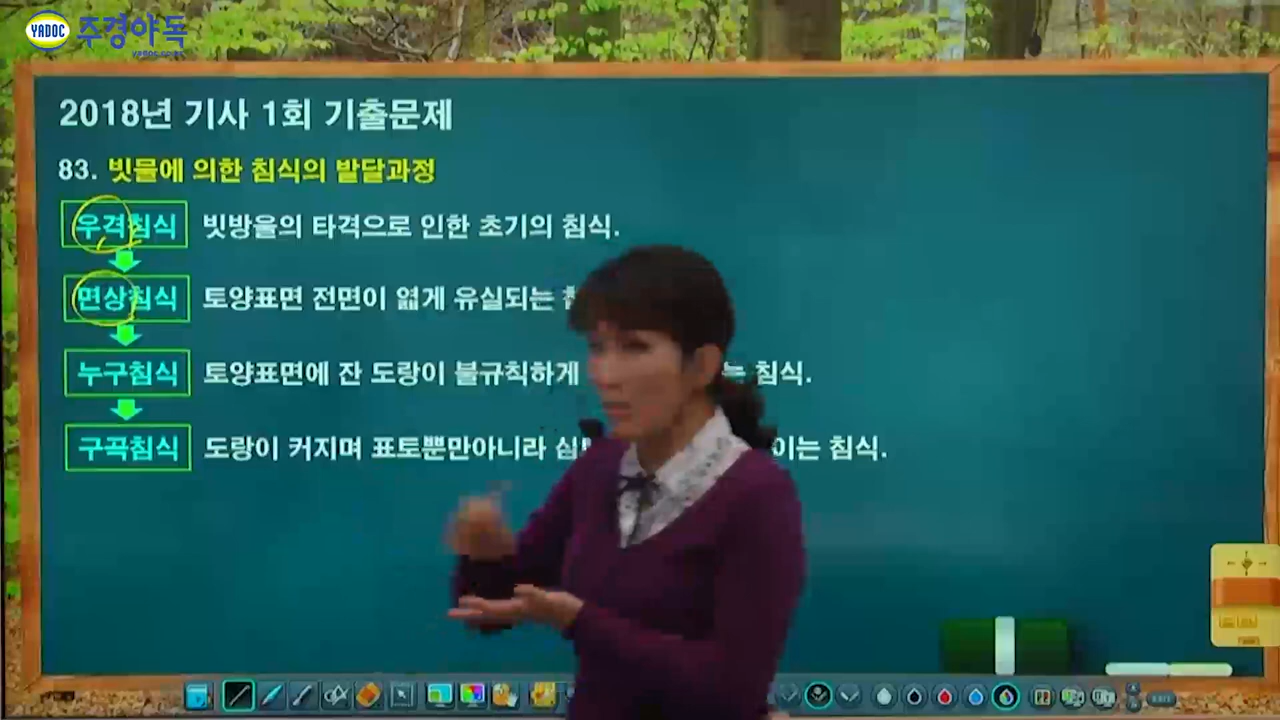 YADOC 주경야독
2018년 기사 1회 기출문제
83. 빗물에 의한 침식의 발달과정
우격침식 빗방울의 타격으로 인한 초기의 침식.
면상침식 토양표면 전면이 엷게 유실되는
누구침식 토양표면에 잔 도랑이 불규칙하게 는 침식.
구곡침식 도랑이 커지며 표토뿐만아니라 이는 침식.